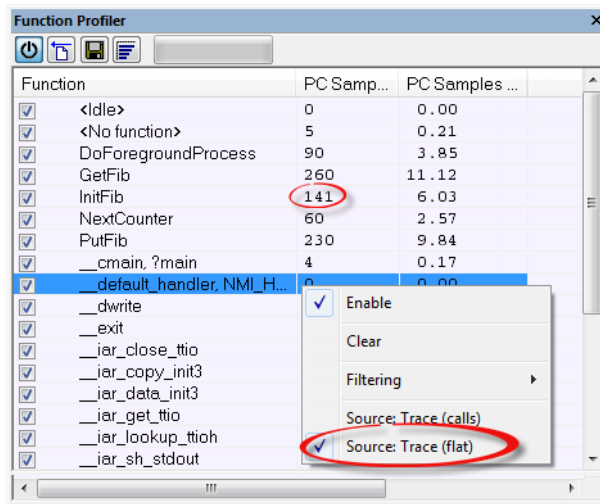 Function Profiler
Function PC Samp... PC Samples ...
<Idle> 0 0.00
<No function> 5 0.21
DoForegroundProcess 90 3.85
GetFib 260 11.12
InitFib 141 6.03
NextCounter 60 2.57
PutFib 230 9.84
__cmain, ?main 4 0.17
__default_handler, NMI_H... 0 0.00
__dwrite
Enable
__exit
__iar_close_ttio
Clear
__iar_copy_init3
Filtering
__iar_data_init3
__iar_get_ttio
Source: Trace (calls)
__iar_lookup_ttioh
Source: Trace (flat)
__iar_sh_stdout